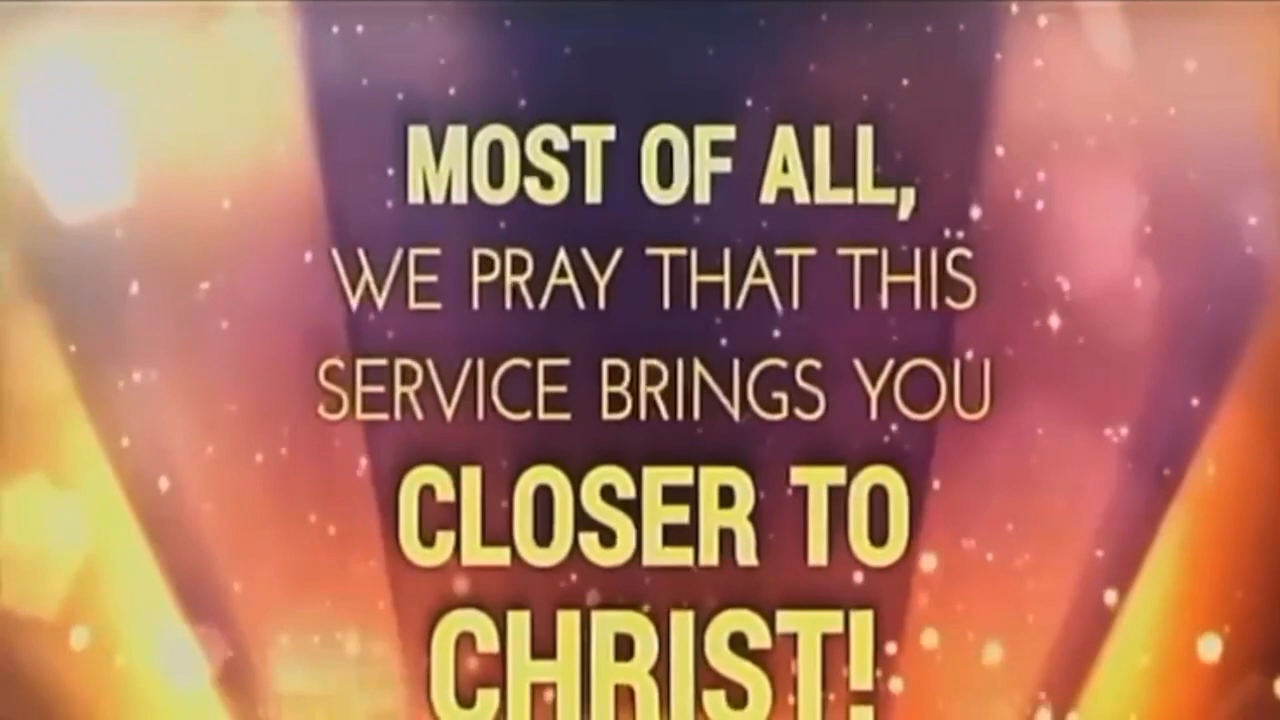 MOST OF ALL,
WE PRAY THAT THIS
SERVICE BRINGS YOU
CLOSER TO
CHRIST!